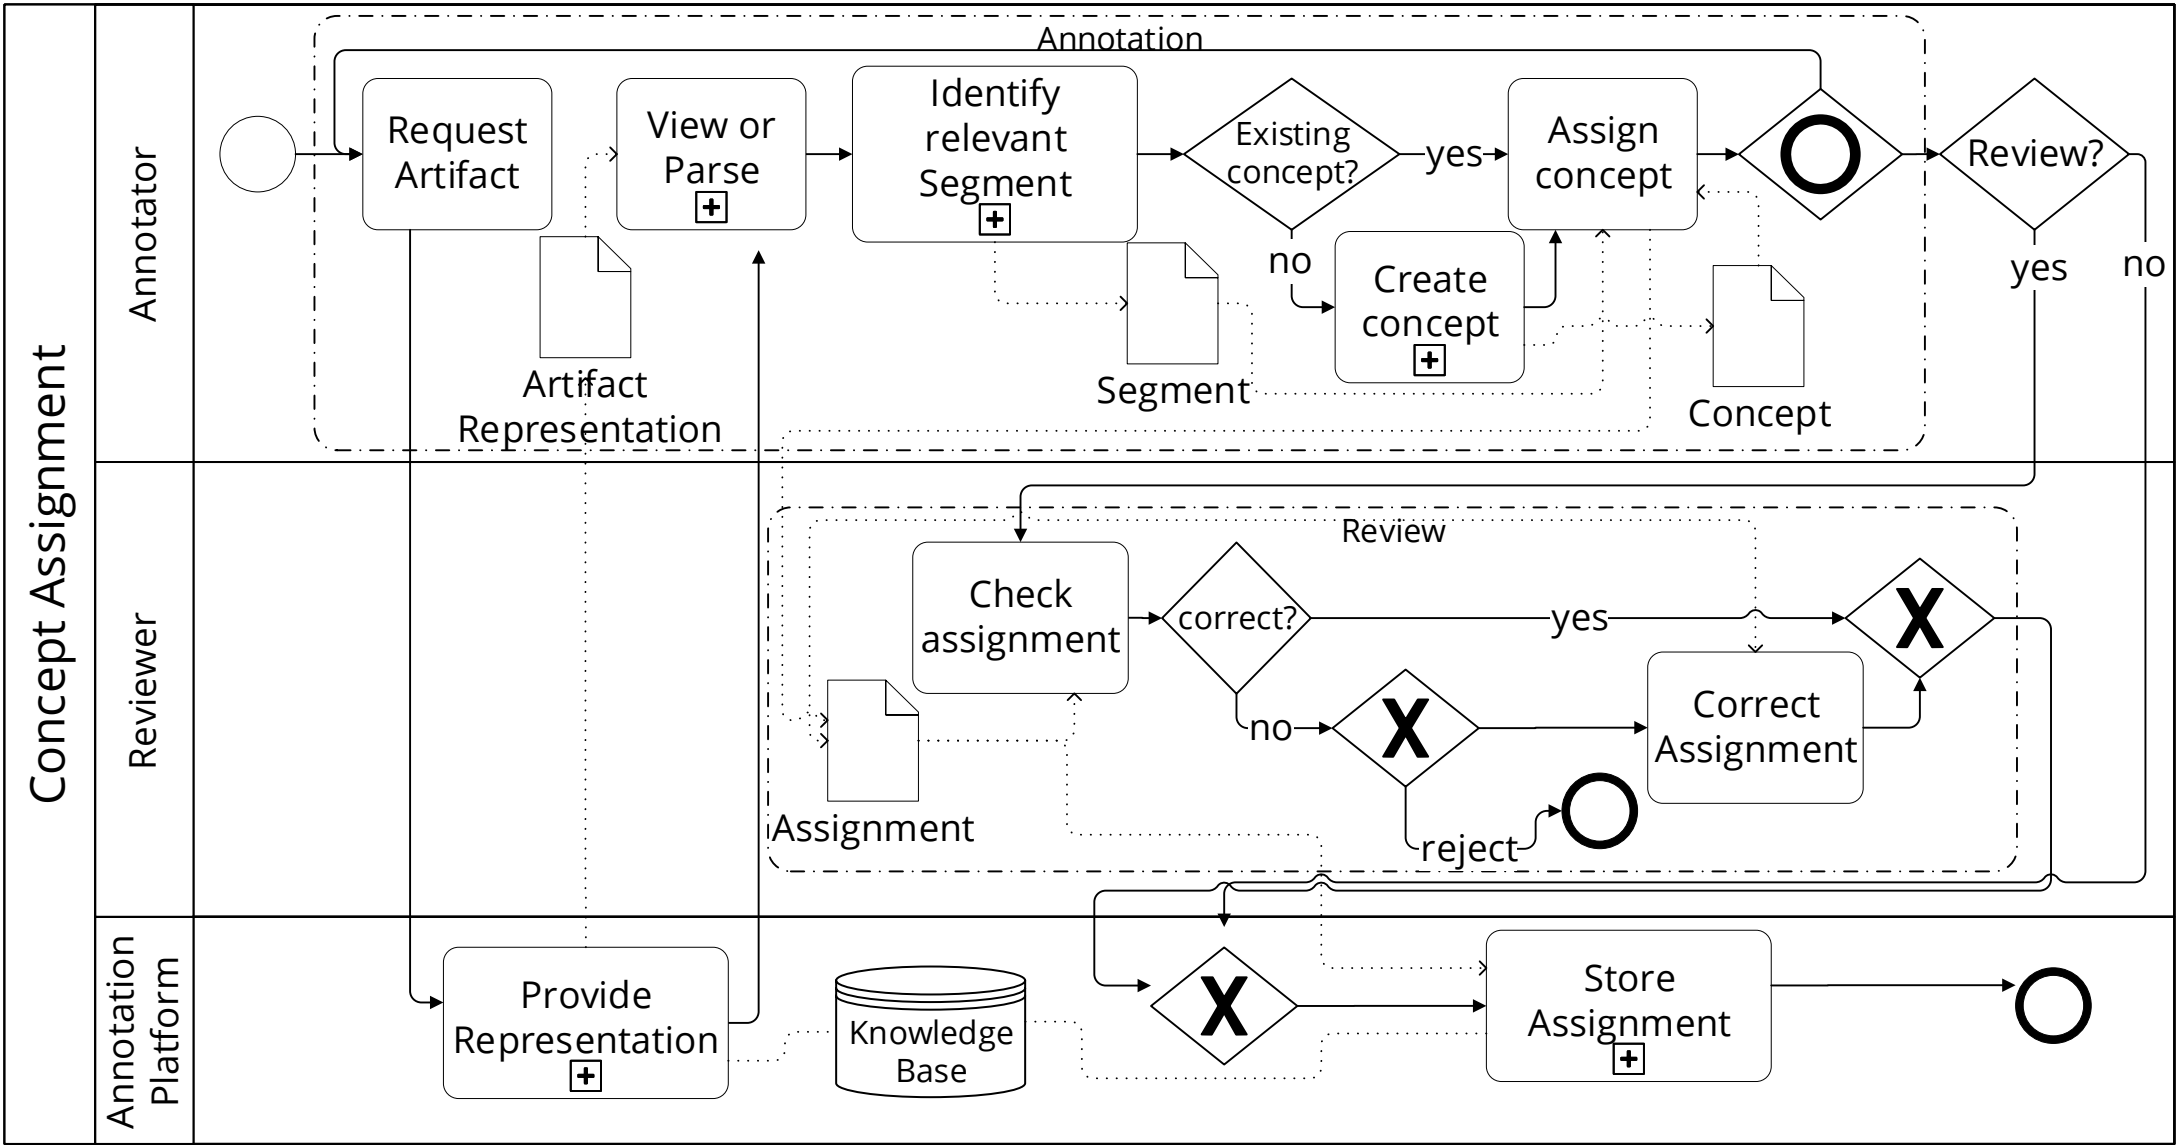 Concept Assignment
Annotator
Annotation
Request
Artifact
View or
Parse
Identify
relevant
Segment
Existing
concept?
yes
Assign
concept
Review?
no
Create
concept
yes
no
Artifact
Representation
Segment
Concept
Reviewer
Review
Check
assignment
correct?
yes
no
Correct
Assignment
Assignment
reject
Annotation
Platform
Provide
Representation
Knowledge
Base
Store
Assignment